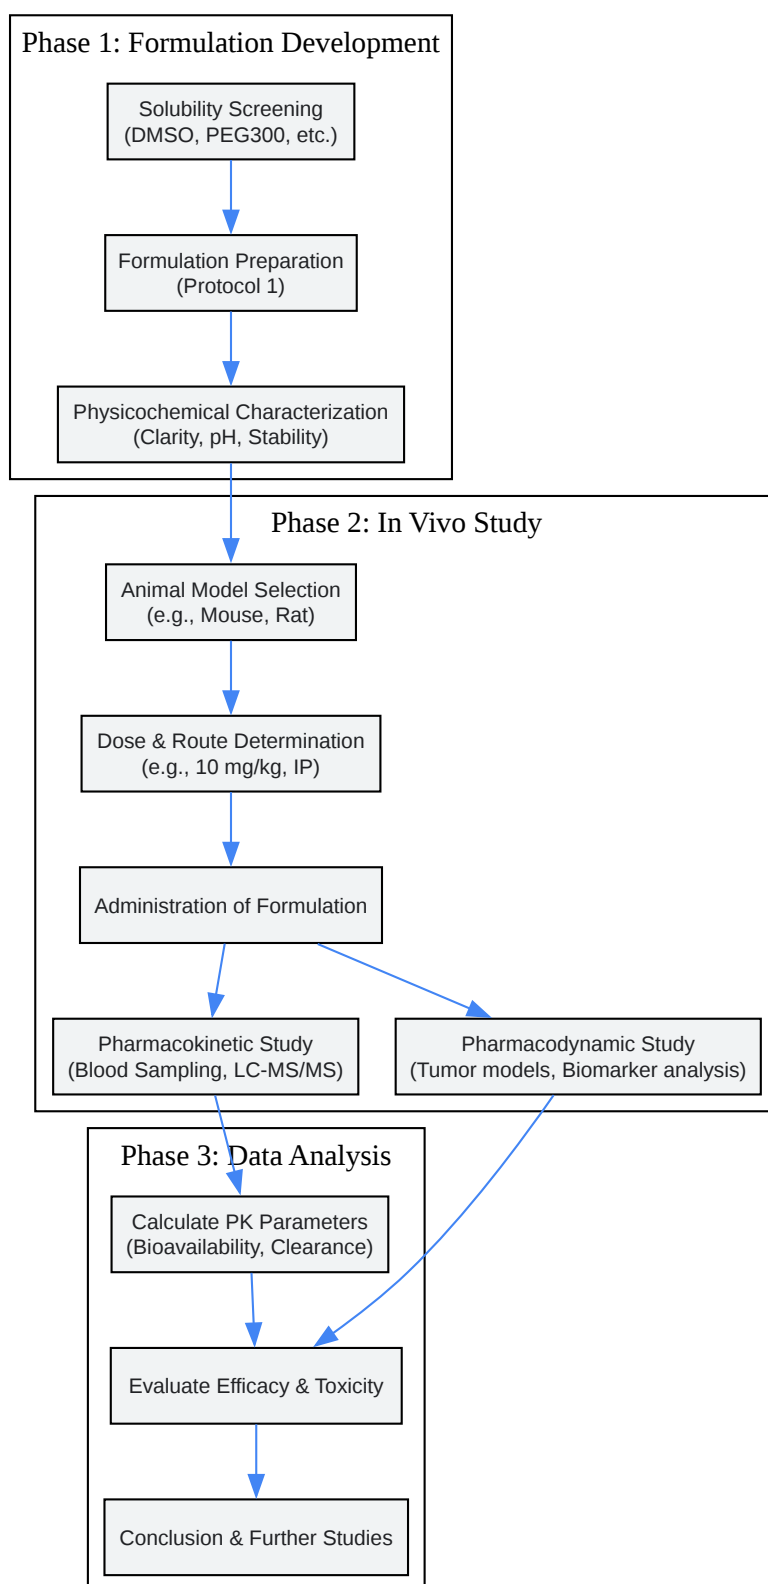 Phase 1: Formulation Development
Solubility Screening
(DMSO, PEG300, etc.)
Formulation Preparation
(Protocol 1)
Physicochemical Characterization
(Clarity, pH, Stability)
Phase 2: In Vivo Study
Animal Model Selection
(e.g., Mouse, Rat)
Dose & Route Determination
(e.g., 10 mg/kg, IP)
Administration of Formulation
Pharmacokinetic Study
(Blood Sampling, LC-MS/MS)
Pharmacodynamic Study
(Tumor models, Biomarker analysis)
Phase 3: Data Analysis
Calculate PK Parameters
(Bioavailability, Clearance)
Evaluate Efficacy & Toxicity
Conclusion & Further Studies